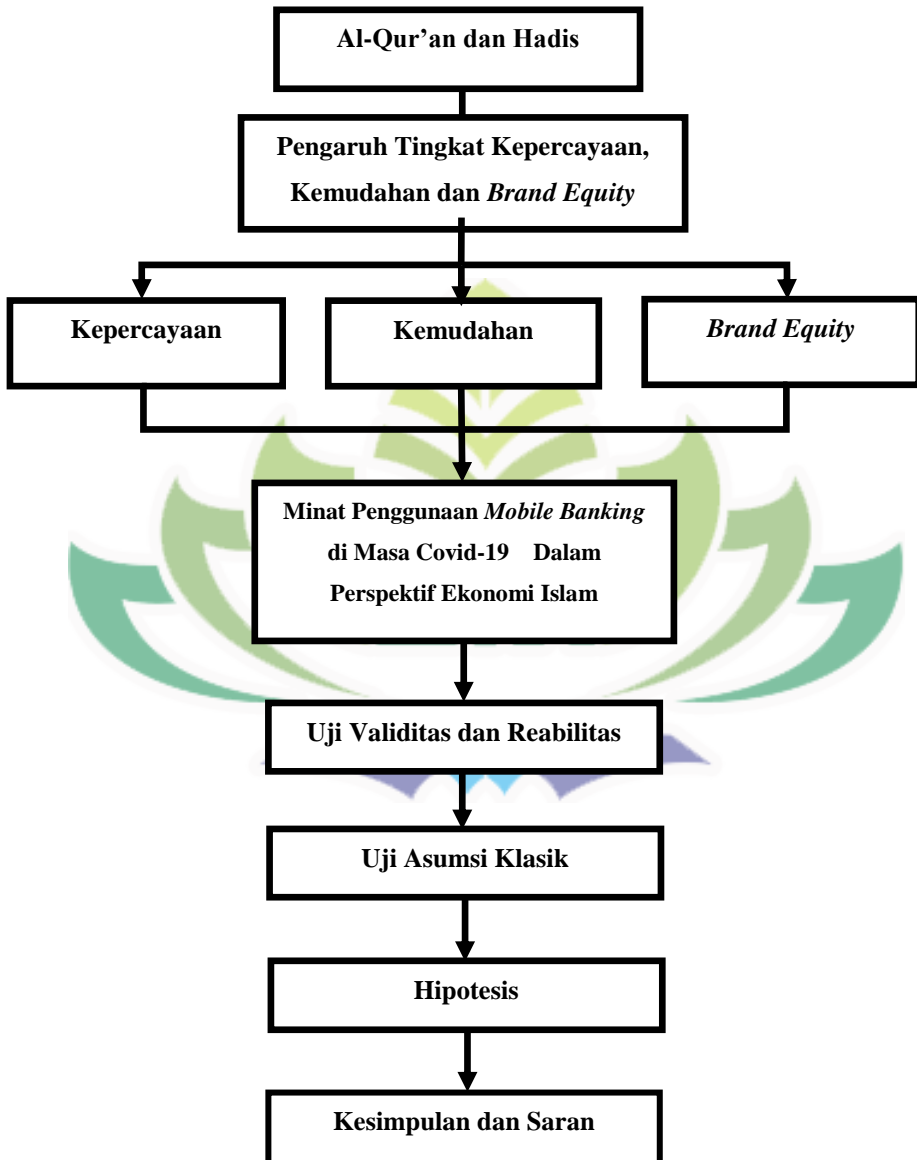 Al-Qur’an dan Hadis
Pengaruh Tingkat Kepercayaan,
Kemudahan dan Brand Equity
Kepercayaan
Kemudahan
Brand Equity
Minat Penggunaan Mobile Banking
di Masa Covid-19 Dalam
Perspektif Ekonomi Islam
Uji Validitas dan Reabilitas
Uji Asumsi Klasik
Hipotesis
Kesimpulan dan Saran